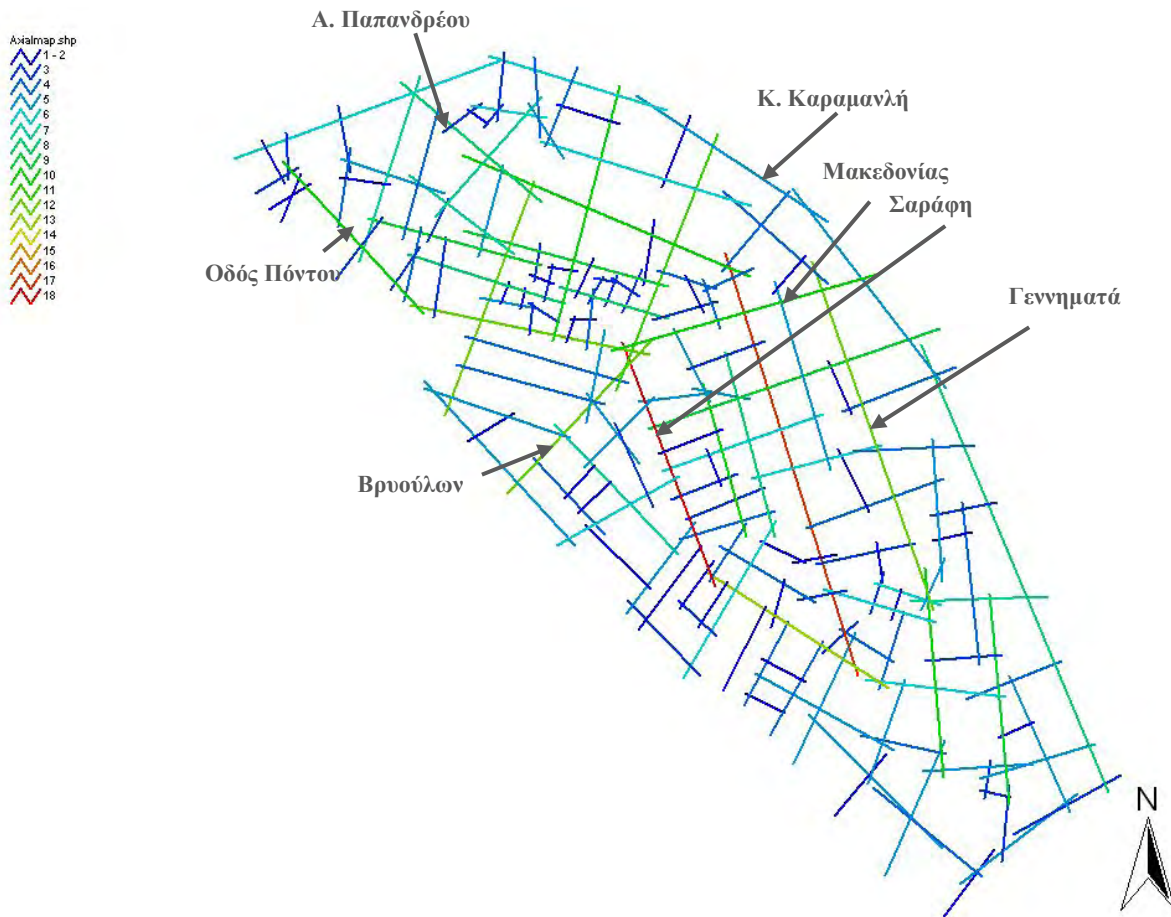 Α. Παπανδρέου
Axialmap.shp
1 - 2
3
4
5
6
7
8
9
10
11
12
13
14
15
16
17
18
Κ. Καραμανλή
Μακεδονίας
Σαράφη
Οδός Πόντου
Γεννηματά
Βρυούλων
N